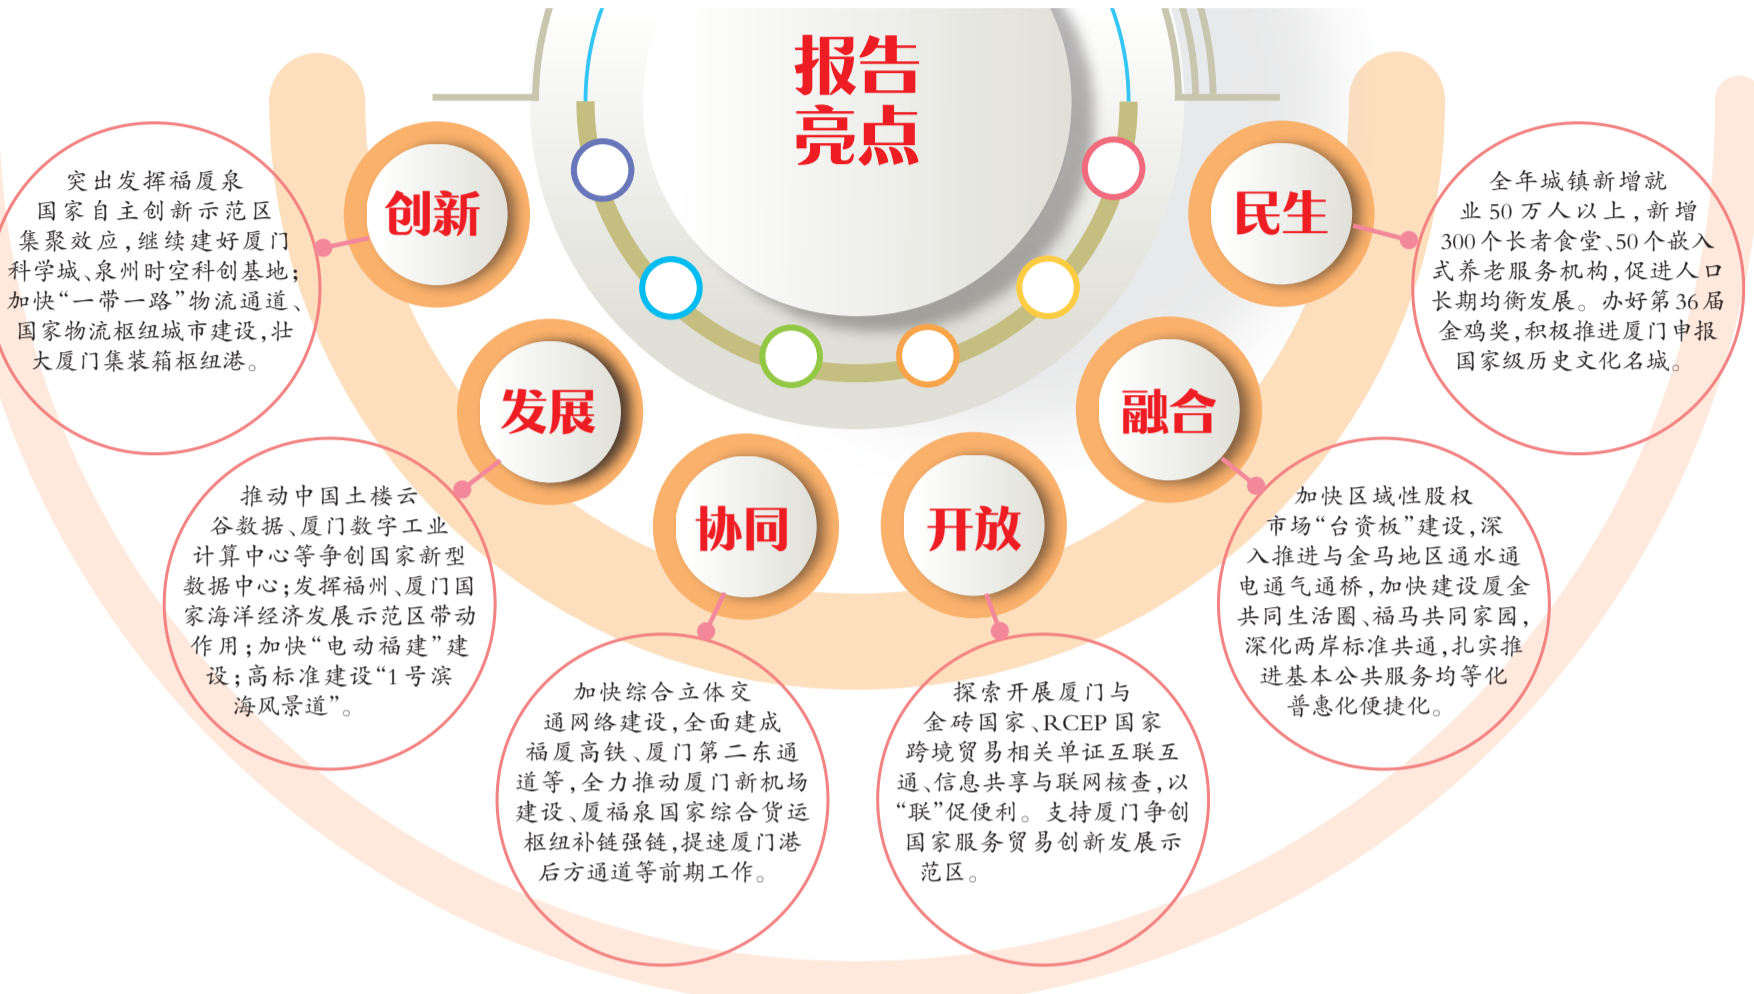 报告
亮点
创新
突出发挥福厦泉
国家自主创新示范区
集聚效应,继续建好厦门
科学城、泉州时空科创基地;
加快“一带一路”物流通道、
国家物流枢纽城市建设,壮
大厦门集装箱枢纽港。
发展
推动中国土楼云
谷数据、厦门数字工业
计算中心等争创国家新型
数据中心;发挥福州、厦门国
家海洋经济发展示范区带动
作用;加快“电动福建”建
设;高标准建设“1号滨
海风景道”。
协同
加快综合立体交
通网络建设,全面建成
福厦高铁、厦门第二东通
道等,全力推动厦门新机场
建设、厦福泉国家综合货运
枢纽补链强链,提速厦门港
后方通道等前期工作。
开放
探索开展厦门与
金砖国家、RCEP国家
跨境贸易相关单证互联互
通、信息共享与联网核查,以
“联”促便利。支持厦门争创
国家服务贸易创新发展示
范区。
融合
加快区域性股权
市场“台资板”建设,深
入推进与金马地区通水通
电通气通桥,加快建设厦金
共同生活圈、福马共同家园,
深化两岸标准共通,扎实推
进基本公共服务均等化
普惠化便捷化。
民生
全年城镇新增就
业50万人以上,新增
300个长者食堂、50个嵌入
式养老服务机构,促进人口
长期均衡发展。办好第36届
金鸡奖,积极推进厦门申报
国家级历史文化名城。